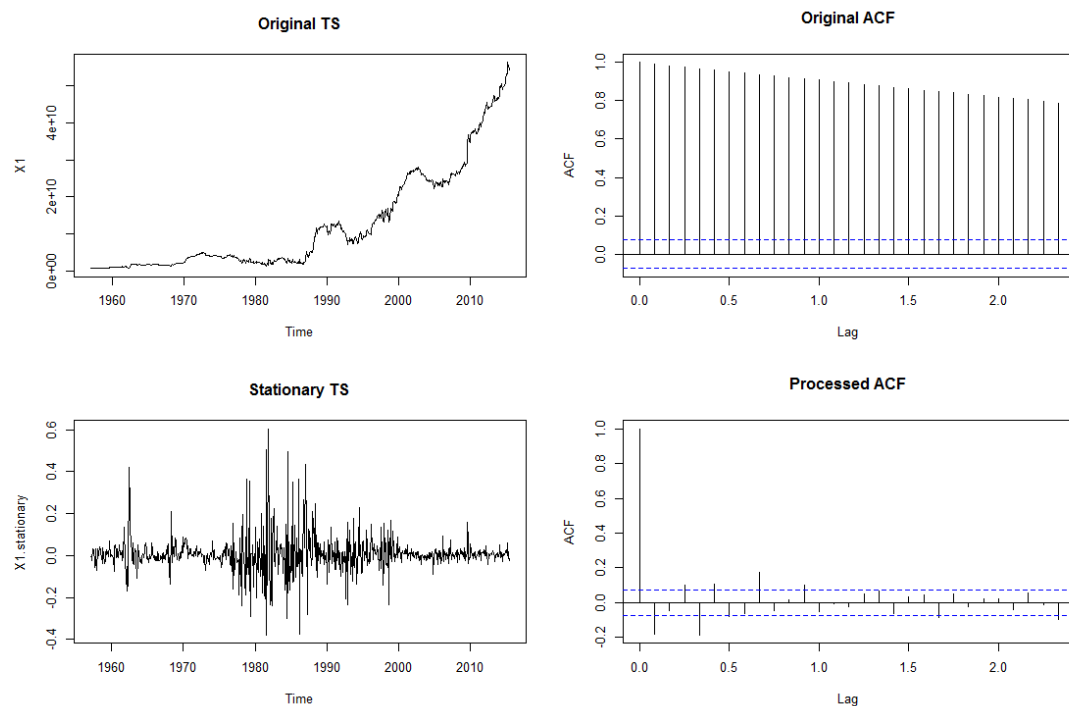 Original TS
X1
0e+00 2e+10 4e+10
1960 1970 1980 1990 2000 2010
Time
Original ACF
ACF
0.0 0.2 0.4 0.6 0.8 1.0
0.0 0.5 1.0 1.5 2.0
Lag
Stationary TS
X1.stationary
-0.4 -0.2 0.0 0.2 0.4 0.6
1960 1970 1980 1990 2000 2010
Time
Processed ACF
ACF
-0.2 0.0 0.2 0.4 0.6 0.8 1.0
0.0 0.5 1.0 1.5 2.0
Lag